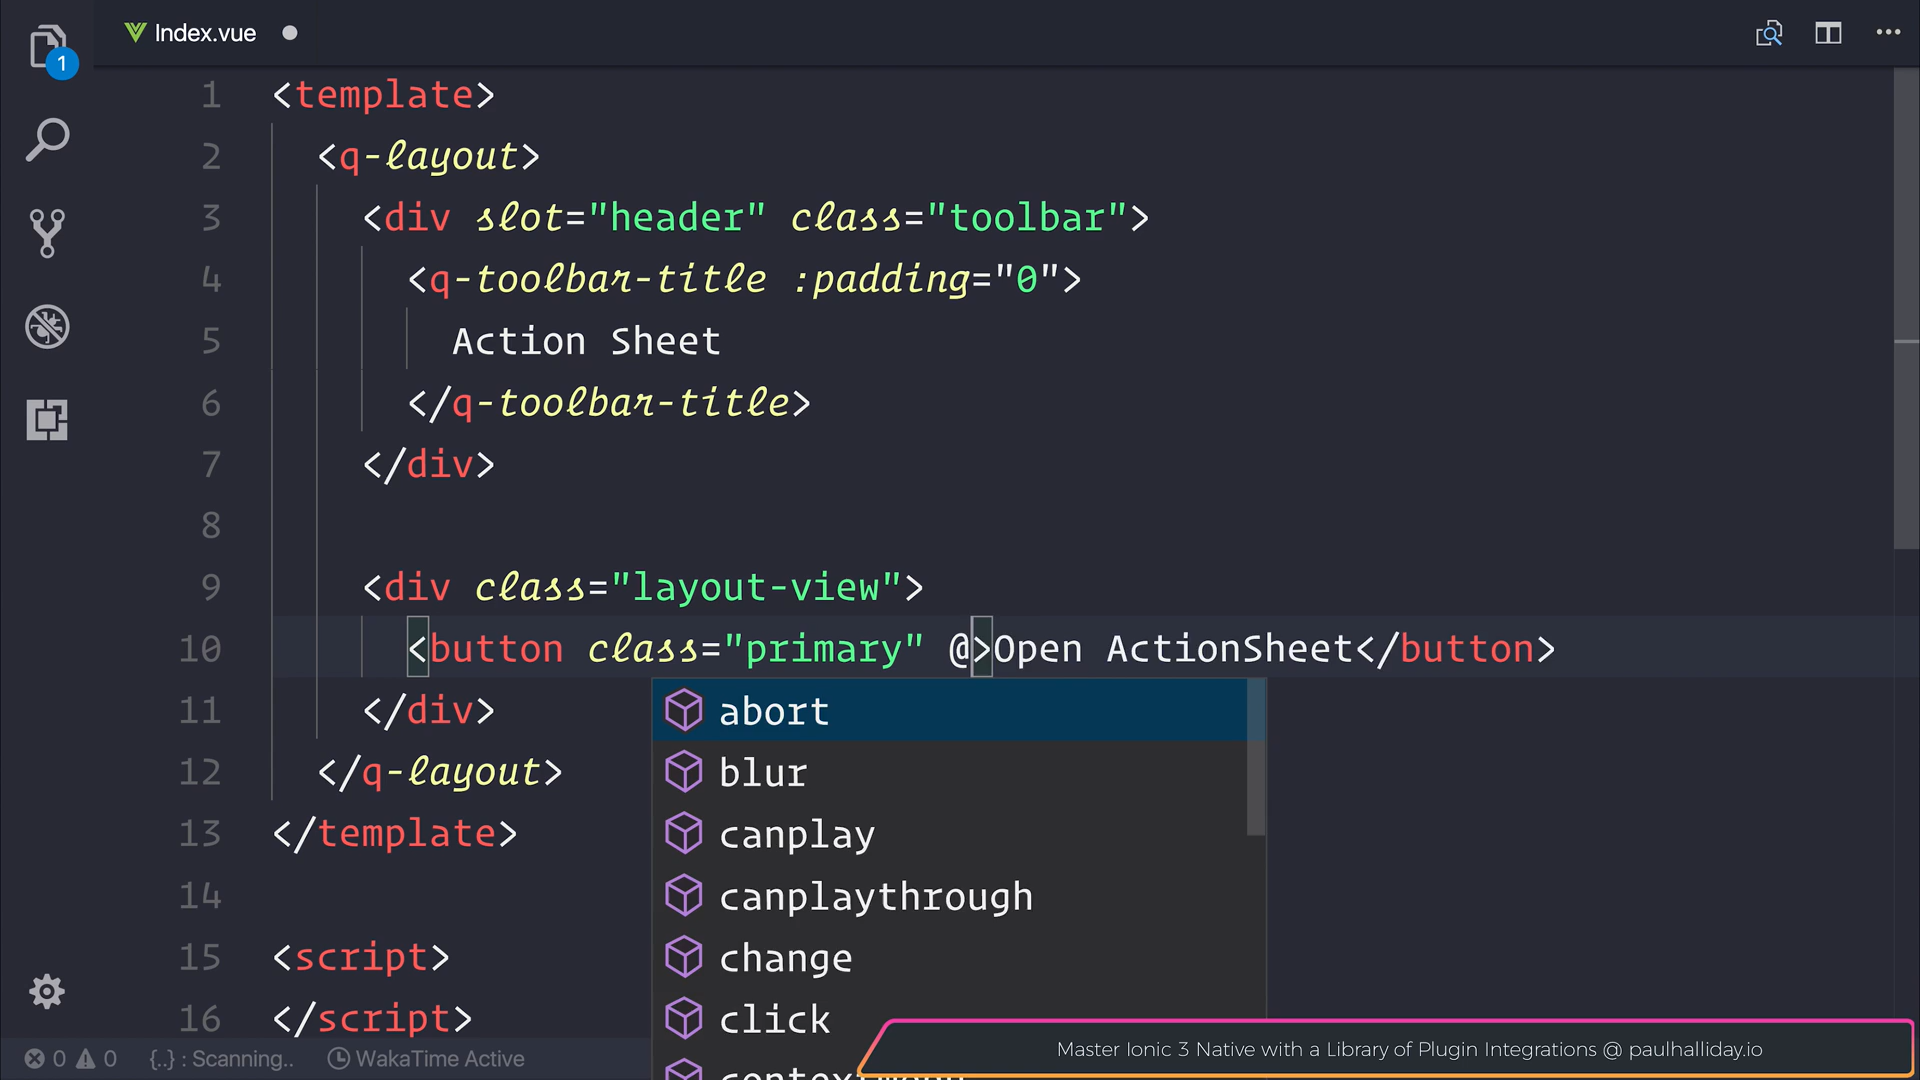 Index.vue
1
1 <template>
2 <q-layout>
3 <div slot="header" class="toolbar">
4 <q-toolbar-title :padding="0">
5 Action Sheet
6 </q-toolbar-title>
7 </div>
8
9 <div class="layout-view">
10 <button class="primary" @>Open ActionSheet</button>
11 </div>
12 </q-layout>
13 </template>
14
15 <script>
16 </script>
abort
blur
canplay
canplaythrough
change
click
0 0 {..} : Scanning.. WakaTime Active
Master Ionic 3 Native with a Library of Plugin Integrations @ paulhalliday.io